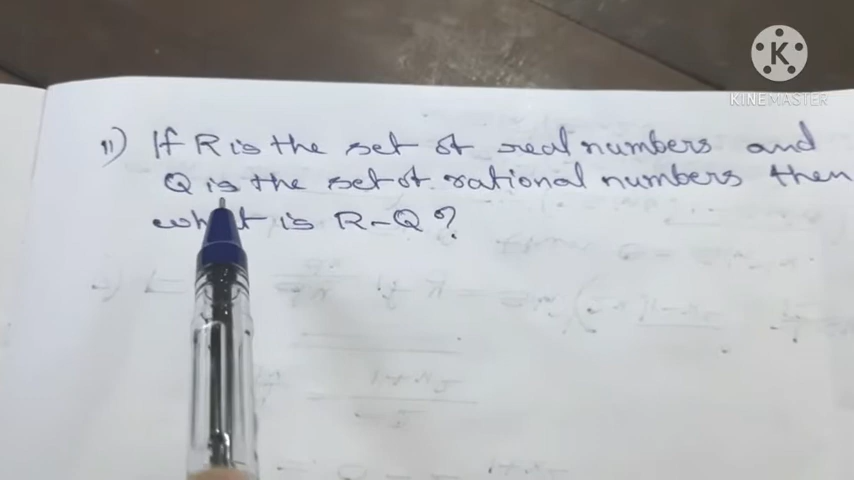 K
KINEMASTER
11) If R is the set of real numbers and
Q is the set of rational numbers then
what is R-Q?